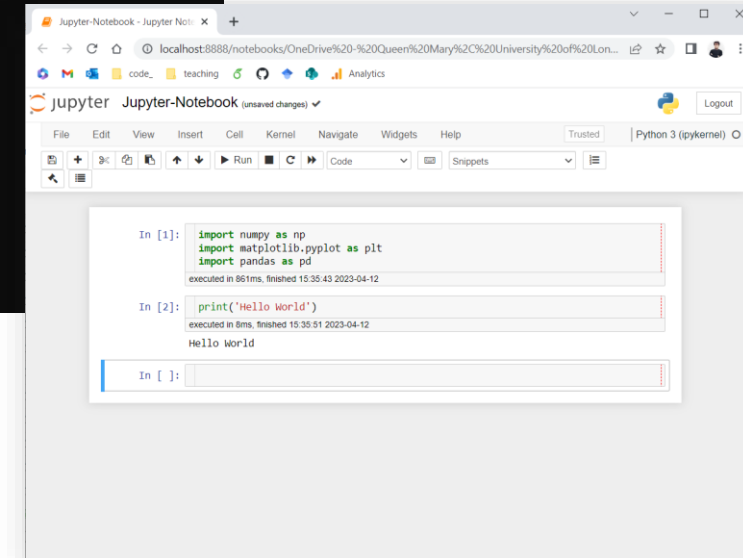 Jupyter-Notebook - Jupyter Note
localhost:8888/notebooks/OneDrive%20-%20Queen%20Mary%2C%20University%20of%20Lon...
code_ teaching Analytics
jupyter Jupyter-Notebook (unsaved changes)
Logout
File Edit View Insert Cell Kernel Navigate Widgets Help Trusted Python 3 (ipykernel)
Run Code Snippets
In [1]: import numpy as np
import matplotlib.pyplot as plt
import pandas as pd
executed in 861ms, finished 15:35:43 2023-04-12
In [2]: print('Hello World')
executed in 8ms, finished 15:35:51 2023-04-12
Hello World
In [ ]: